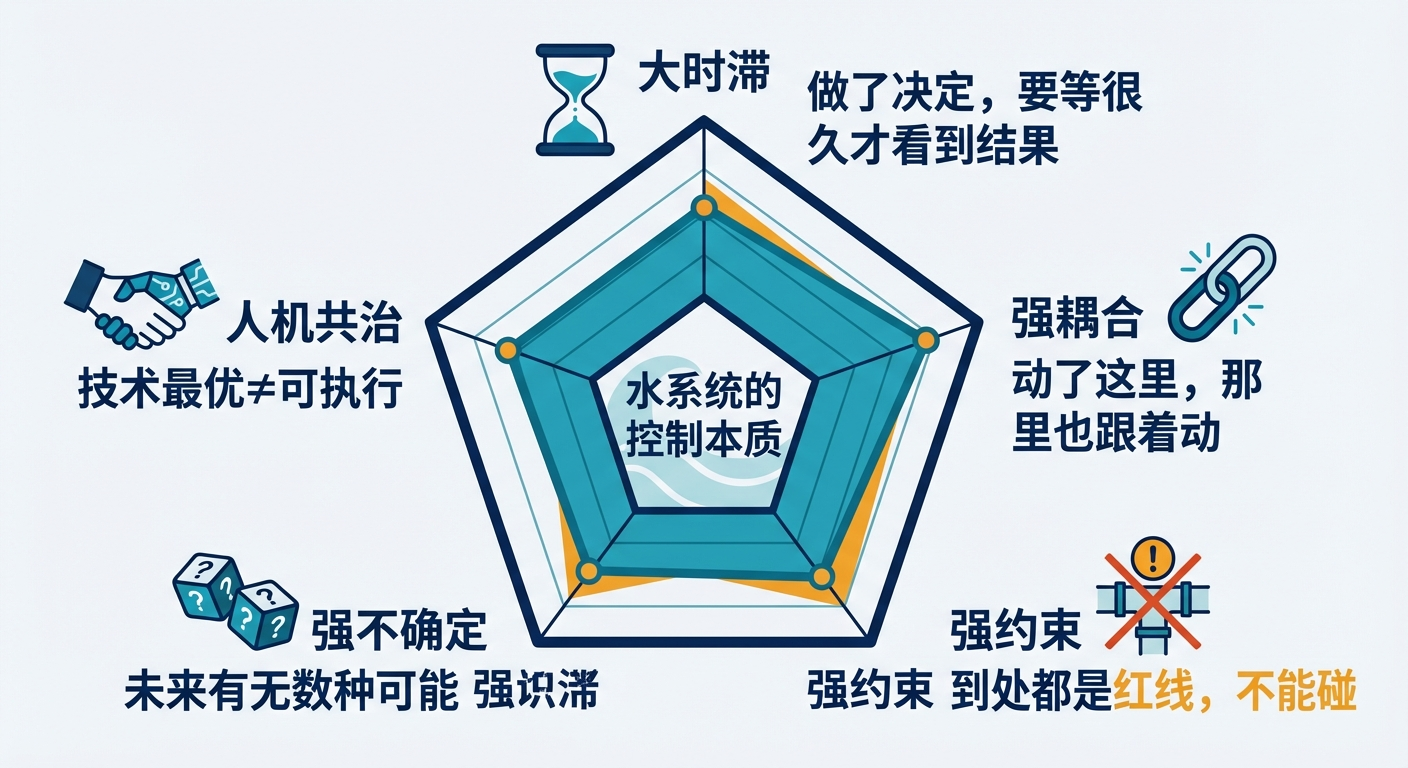 大时滞
做了决定，要等很
久才看到结果
强耦合
动了这里，那
里也跟着动
人机共治
技术最优≠可执行
水系统的
控制本质
强不确定
未来有无数种可能 强
强约束
强约束 到处都是红线，不能碰
? ? ? ? ? ?
!